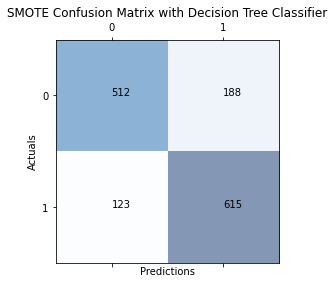 SMOTE Confusion Matrix with Decision Tree Classifier
0 1
0 512 188
Actuals
1 123 615
Predictions